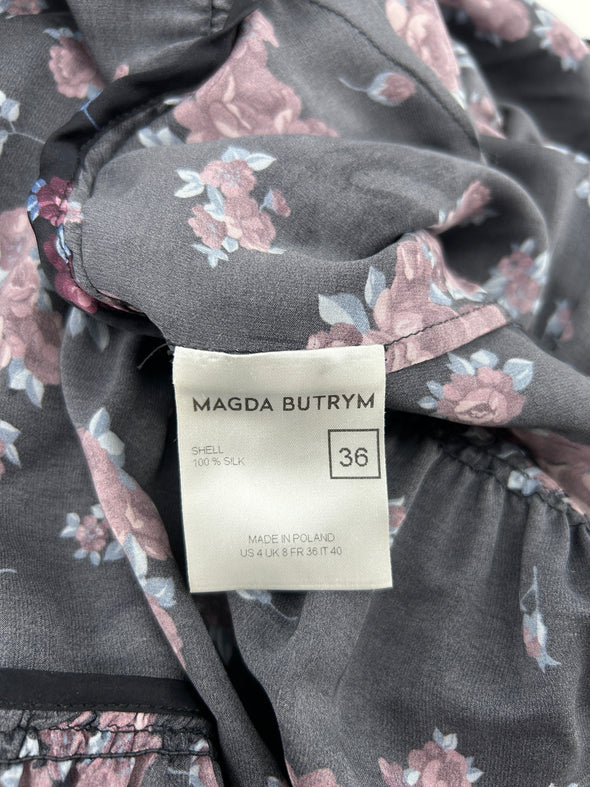 MAGDA BUTRYM
SHELL
100 % SILK
36
MADE IN POLAND
US 4 UK 8 FR 36 IT 40